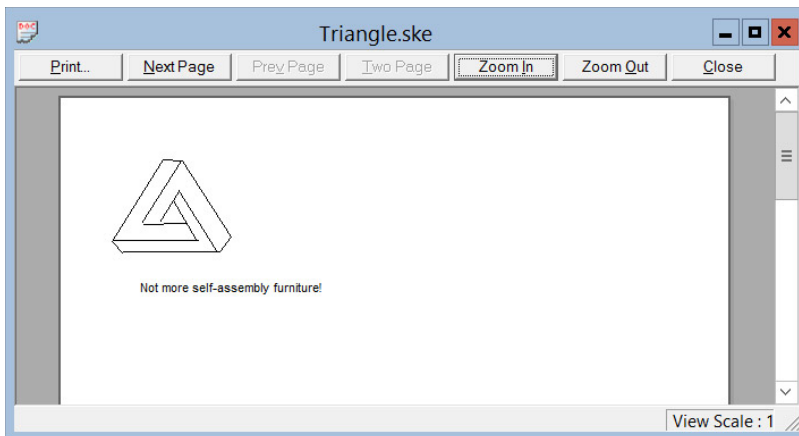 DOC
Triangle.ske
Print... Next Page Prev Page Two Page Zoom In Zoom Out Close
Not more self-assembly furniture!
View Scale : 1